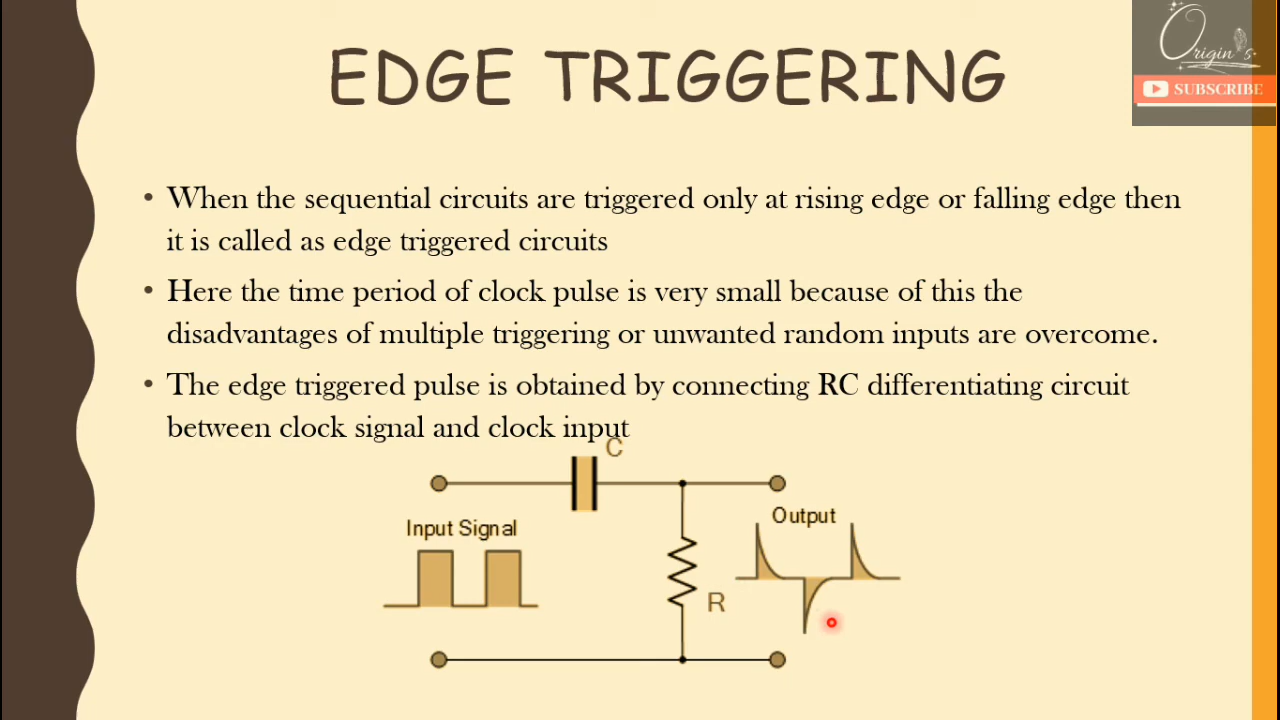 EDGE TRIGGERING
Origin's
SUBSCRIBE
• When the sequential circuits are triggered only at rising edge or falling edge then
it is called as edge triggered circuits
• Here the time period of clock pulse is very small because of this the
disadvantages of multiple triggering or unwanted random inputs are overcome.
• The edge triggered pulse is obtained by connecting RC differentiating circuit
between clock signal and clock input
C
Input Signal
Output
R